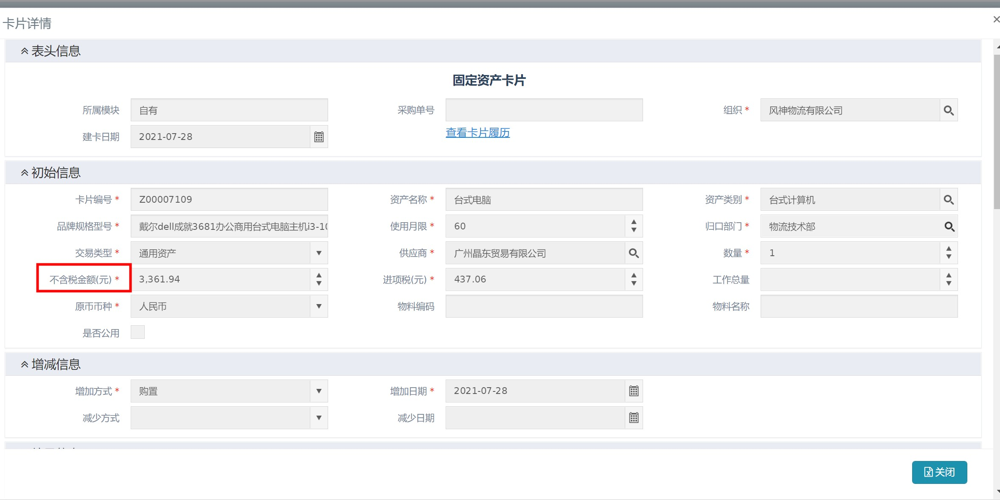 卡片详情
表头信息
固定资产卡片
所属模块 自有 采购单号 组织* 风神物流有限公司
建卡日期 2021-07-28 查看卡片履历
初始信息
卡片编号* Z00007109 资产名称* 台式电脑 资产类别* 台式计算机
品牌规格型号* 戴尔dell成就3681办公商用台式电脑主机i3-10 使用月限* 60 归口部门* 物流技术部
交易类型* 通用资产 供应商* 广州晶东贸易有限公司 数量* 1
不含税金额(元)* 3,361.94 进项税(元)* 437.06 工作总量
原币币种* 人民币 物料编码 物料名称
是否公用
增减信息
增加方式* 购置 增加日期* 2021-07-28
减少方式 减少日期
关闭